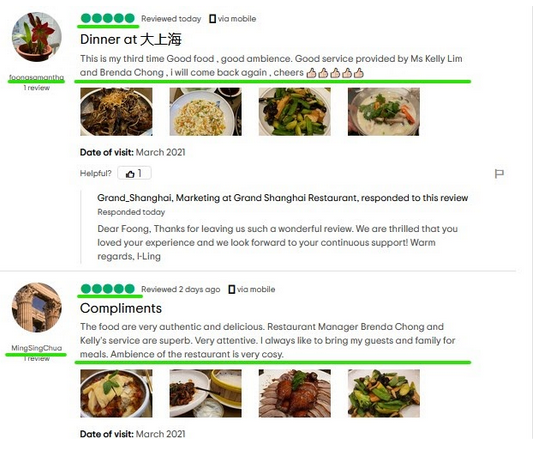 Reviewed today via mobile
Dinner at 大上海
This is my third time Good food , good ambience. Good service provided by Ms Kelly Lim
and Brenda Chong , i will come back again , cheers 👍🏻👍🏻👍🏻👍🏻👍🏻
foongsamantha
1 review
Date of visit: March 2021
Helpful? 1
Grand_Shanghai, Marketing at Grand Shanghai Restaurant, responded to this review
Responded today
Dear Foong, Thanks for leaving us such a wonderful review. We are thrilled that you
loved your experience and we look forward to your continuous support! Warm
regards, I-Ling
Reviewed 2 days ago via mobile
Compliments
The food are very authentic and delicious. Restaurant Manager Brenda Chong and
Kelly's service are superb. Very attentive. I always like to bring my guests and family for
meals. Ambience of the restaurant is very cosy.
MingSingChua
1 review
Date of visit: March 2021